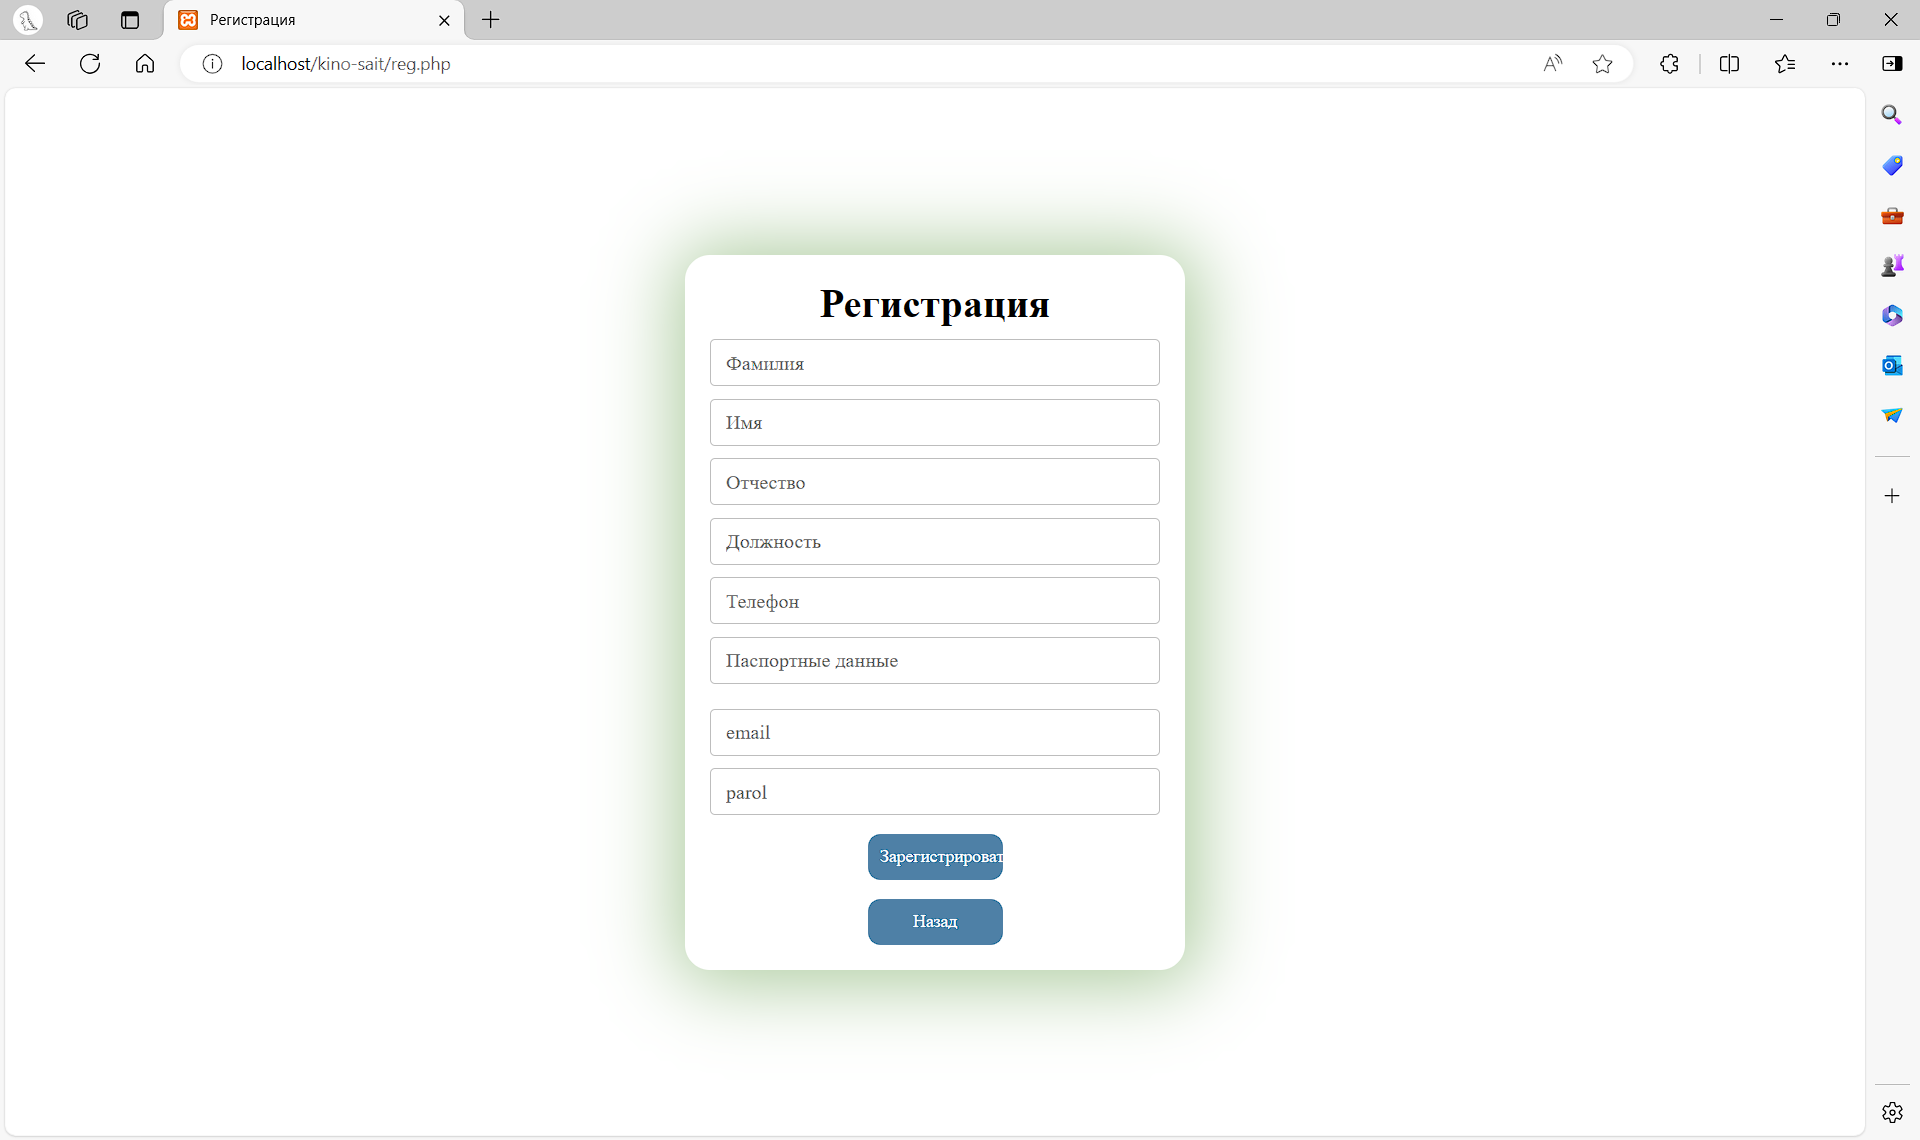 Регистрация
localhost/kino-sait/reg.php
Регистрация
Фамилия
Имя
Отчество
Должность
Телефон
Паспортные данные
email
parol
Зарегистрироват
Назад